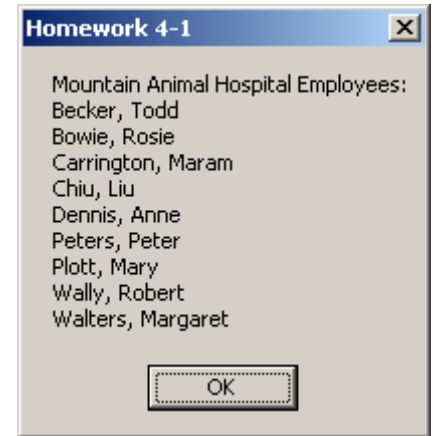 Homework 4-1
Mountain Animal Hospital Employees:
Becker, Todd
Bowie, Rosie
Carrington, Maram
Chiu, Liu
Dennis, Anne
Peters, Peter
Plott, Mary
Wally, Robert
Walters, Margaret
OK